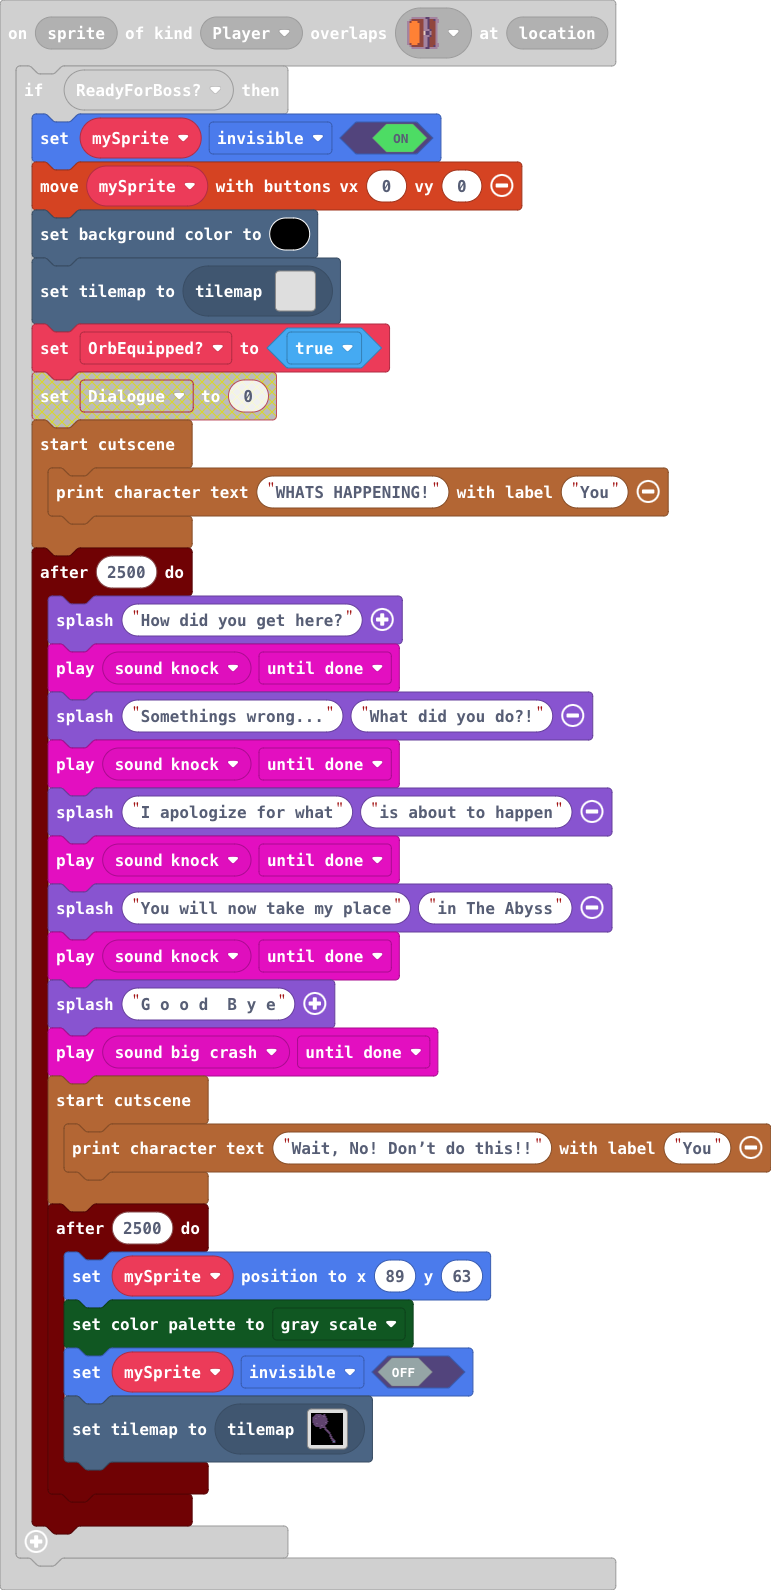 on sprite of kind Player overlaps at location
if ReadyForBoss? then
set mySprite invisible ON
move mySprite with buttons vx 0 vy 0
set background color to
set tilemap to tilemap
set OrbEquipped? to true
set Dialogue to 0
start cutscene
print character text "WHATS HAPPENING!" with label "You"
after 2500 do
splash "How did you get here?"
play sound knock until done
splash "Somethings wrong..." "What did you do?!"
play sound knock until done
splash "I apologize for what" "is about to happen"
play sound knock until done
splash "You will now take my place" "in The Abyss"
play sound knock until done
splash "G o o d  B y e"
play sound big crash until done
start cutscene
print character text "Wait, No! Don’t do this!!" with label "You"
after 2500 do
set mySprite position to x 89 y 63
set color palette to gray scale
set mySprite invisible OFF
set tilemap to tilemap